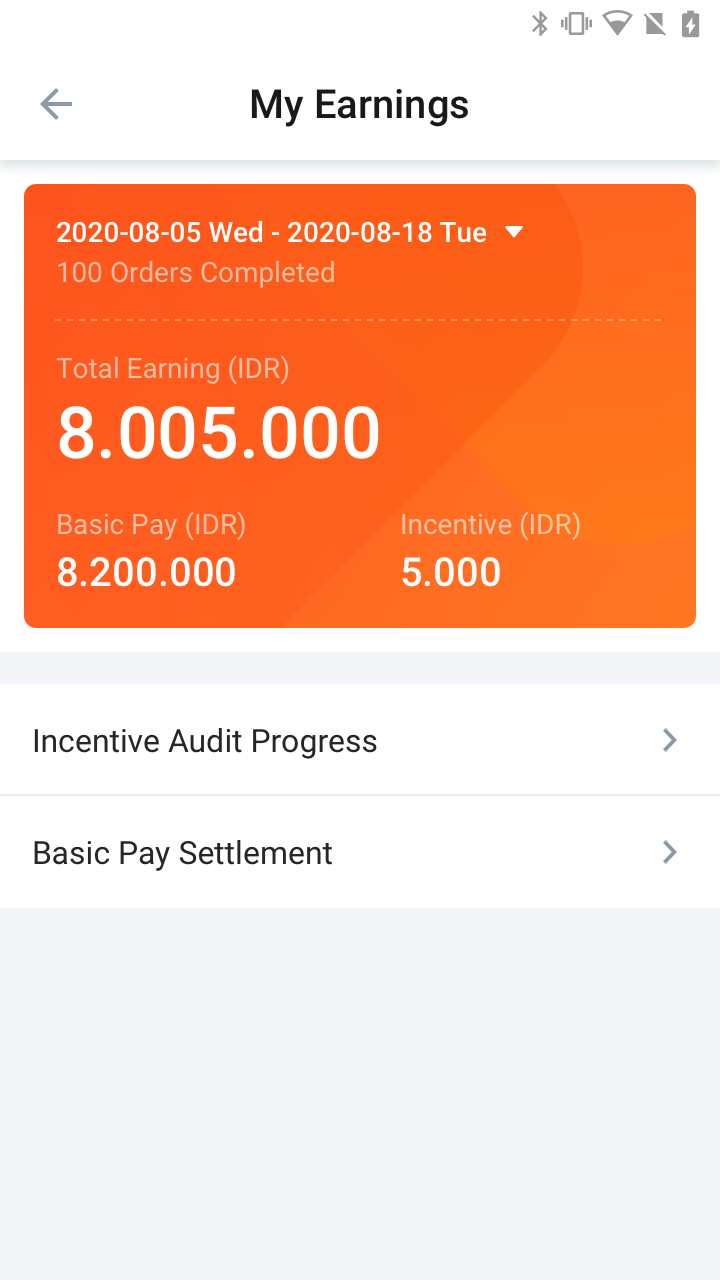 My Earnings
2020-08-05 Wed - 2020-08-18 Tue
100 Orders Completed
Total Earning (IDR)
8.005.000
Basic Pay (IDR) Incentive (IDR)
8.200.000 5.000
Incentive Audit Progress
Basic Pay Settlement